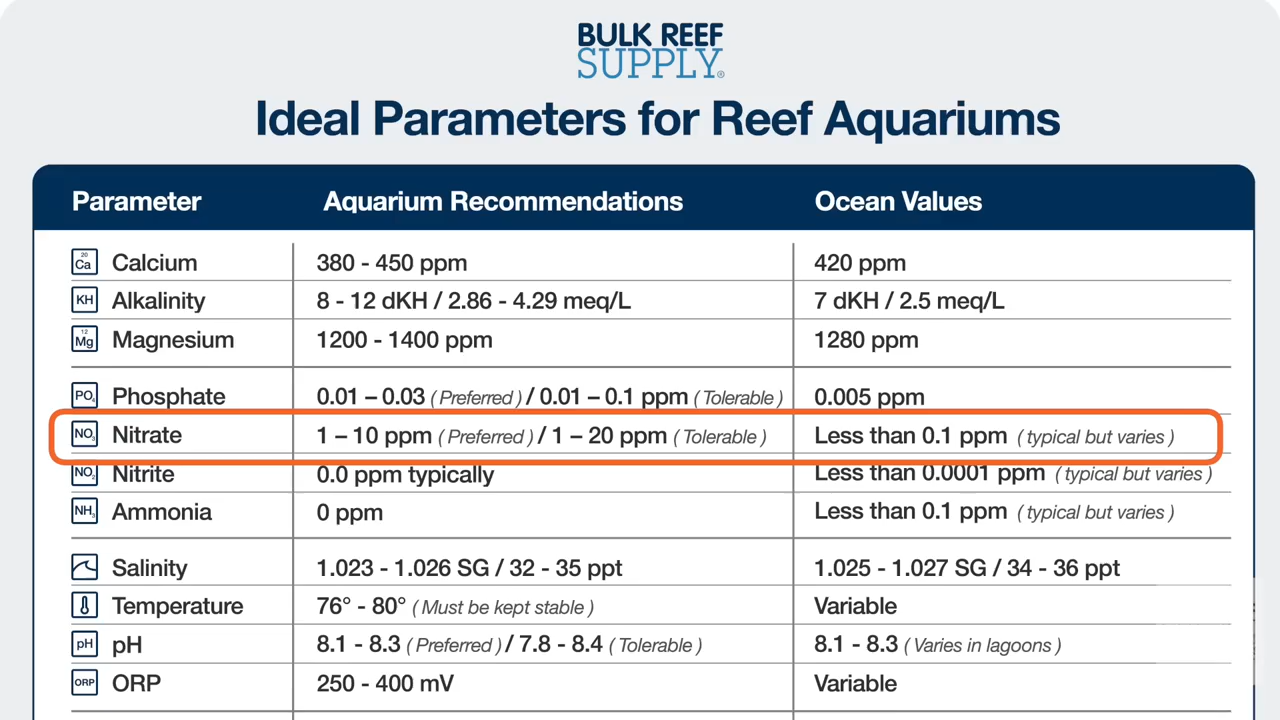 BULK REEF
SUPPLY®
Ideal Parameters for Reef Aquariums
Parameter Aquarium Recommendations Ocean Values
20 Ca Calcium 380 - 450 ppm 420 ppm
KH Alkalinity 8 - 12 dKH / 2.86 - 4.29 meq/L 7 dKH / 2.5 meq/L
12 Mg Magnesium 1200 - 1400 ppm 1280 ppm
PO₄ Phosphate 0.01 – 0.03 ( Preferred ) / 0.01 – 0.1 ppm ( Tolerable ) 0.005 ppm
NO₃ Nitrate 1 – 10 ppm ( Preferred ) / 1 – 20 ppm ( Tolerable ) Less than 0.1 ppm ( typical but varies )
NO₂ Nitrite 0.0 ppm typically Less than 0.0001 ppm ( typical but varies )
NH₃ Ammonia 0 ppm Less than 0.1 ppm ( typical but varies )
Salinity 1.023 - 1.026 SG / 32 - 35 ppt 1.025 - 1.027 SG / 34 - 36 ppt
Temperature 76° - 80° ( Must be kept stable ) Variable
pH pH 8.1 - 8.3 ( Preferred ) / 7.8 - 8.4 ( Tolerable ) 8.1 - 8.3 ( Varies in lagoons )
ORP ORP 250 - 400 mV Variable